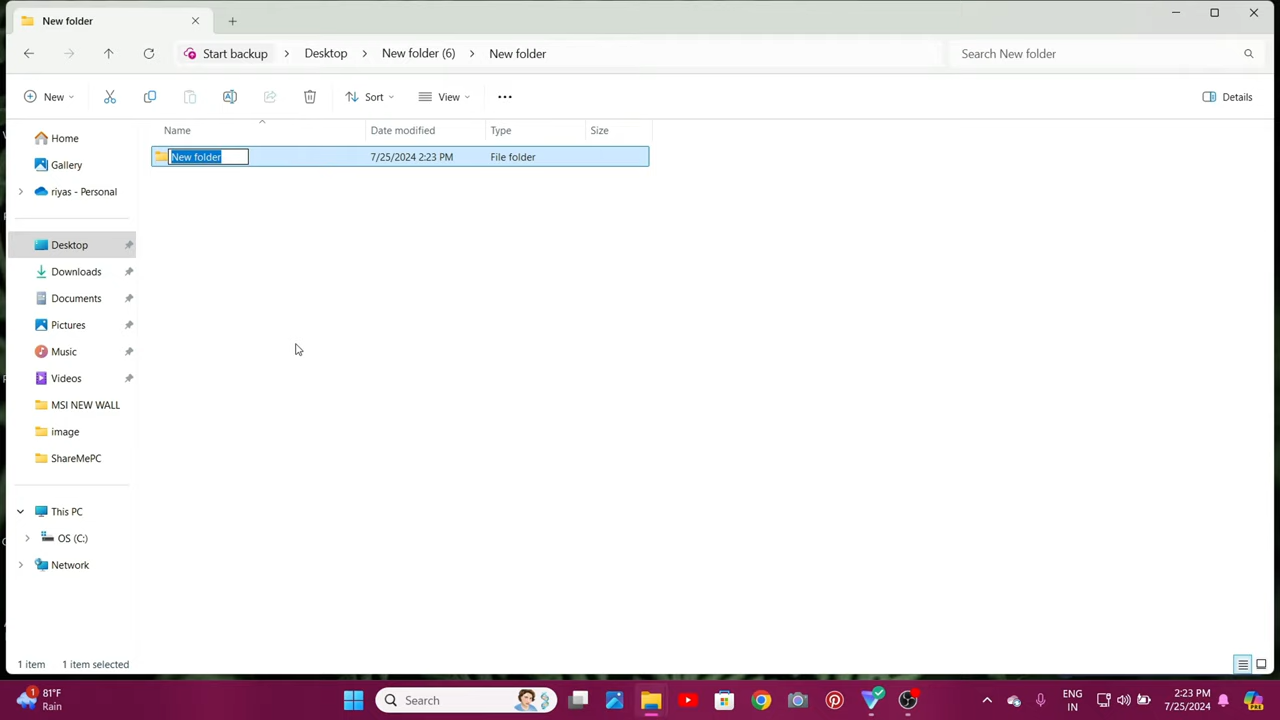 New folder
Start backup
Desktop
New folder (6)
New folder
Search New folder
New
Sort
View
Details
Name
Date modified
Type
Size
New folder
7/25/2024 2:23 PM
File folder
Home
Gallery
riyas - Personal
Desktop
Downloads
Documents
Pictures
Music
Videos
MSI NEW WALL
image
ShareMePC
This PC
OS (C:)
Network
1 item
1 item selected
1
81°F
Rain
Search
ENG
IN
2:23 PM
7/25/2024